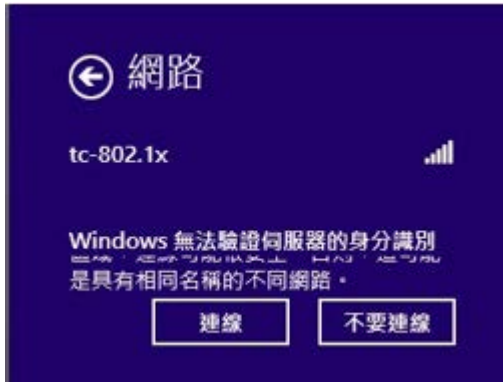 網路
tc-802.1x
Windows 無法驗證伺服器的身分識別
是具有相同名稱的不同網路。
連線
不要連線